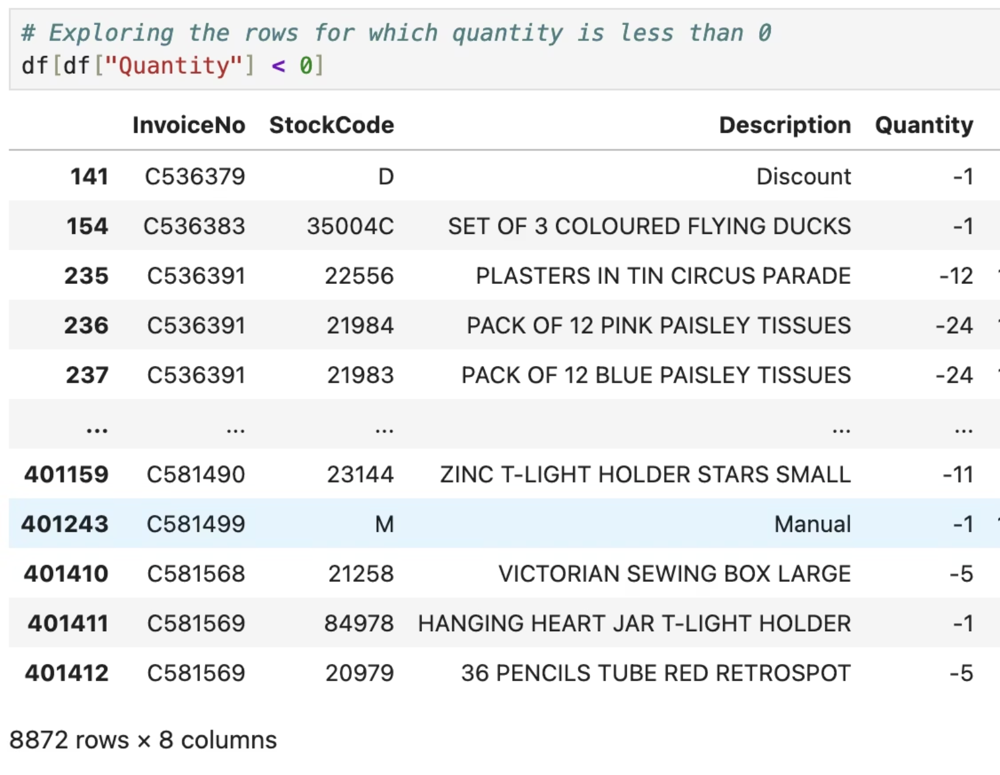 # Exploring the rows for which quantity is less than 0
df[df["Quantity"] < 0]
InvoiceNo StockCode Description Quantity
141 C536379 D Discount -1
154 C536383 35004C SET OF 3 COLOURED FLYING DUCKS -1
235 C536391 22556 PLASTERS IN TIN CIRCUS PARADE -12
236 C536391 21984 PACK OF 12 PINK PAISLEY TISSUES -24
237 C536391 21983 PACK OF 12 BLUE PAISLEY TISSUES -24
... ... ... ... ...
401159 C581490 23144 ZINC T-LIGHT HOLDER STARS SMALL -11
401243 C581499 M Manual -1
401410 C581568 21258 VICTORIAN SEWING BOX LARGE -5
401411 C581569 84978 HANGING HEART JAR T-LIGHT HOLDER -1
401412 C581569 20979 36 PENCILS TUBE RED RETROSPOT -5
8872 rows × 8 columns